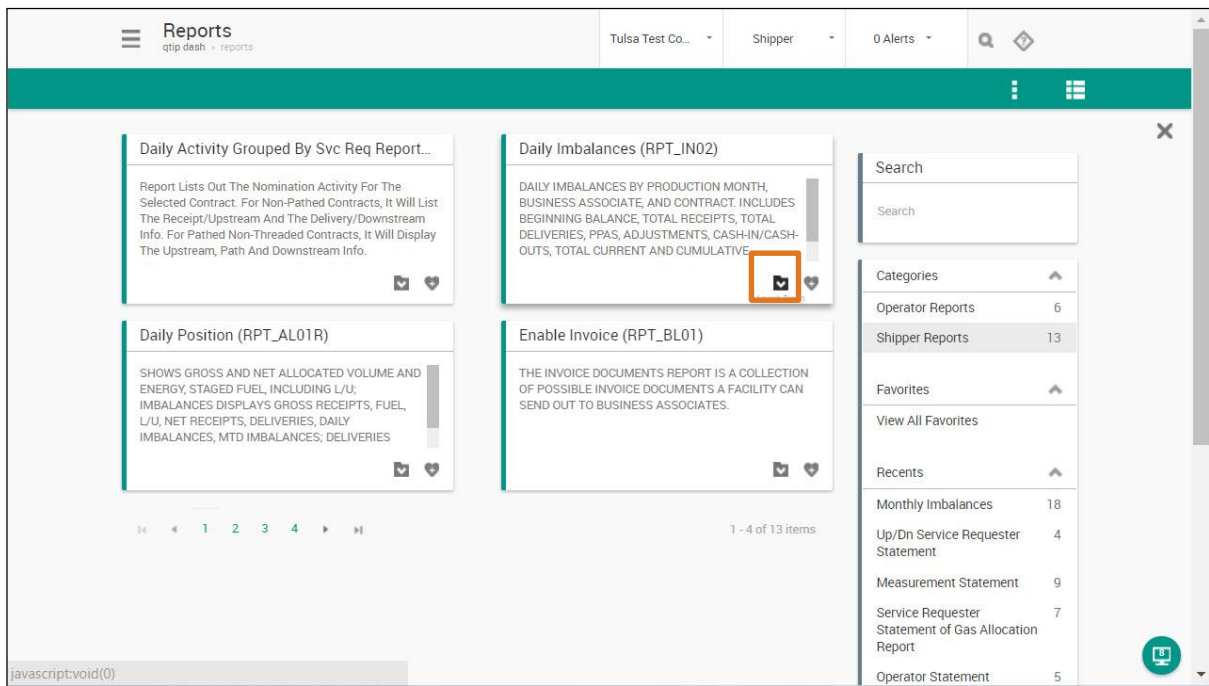 Reports
qtip dash » reports
Tulsa Test Co...
Shipper
0 Alerts
Daily Activity Grouped By Svc Req Report...
Report Lists Out The Nomination Activity For The
Selected Contract. For Non-Pathed Contracts, It Will List
The Receipt/Upstream And The Delivery/Downstream
Info. For Pathed Non-Threaded Contracts, It Will Display
The Upstream, Path And Downstream Info.
Daily Imbalances (RPT_IN02)
DAILY IMBALANCES BY PRODUCTION MONTH,
BUSINESS ASSOCIATE, AND CONTRACT. INCLUDES
BEGINNING BALANCE, TOTAL RECEIPTS, TOTAL
DELIVERIES, PPAS, ADJUSTMENTS, CASH-IN/CASH-
OUTS, TOTAL CURRENT AND CUMULATIVE
Daily Position (RPT_AL01R)
SHOWS GROSS AND NET ALLOCATED VOLUME AND
ENERGY, STAGED FUEL, INCLUDING L/U;
IMBALANCES DISPLAYS GROSS RECEIPTS, FUEL,
L/U, NET RECEIPTS, DELIVERIES, DAILY
IMBALANCES, MTD IMBALANCES; DELIVERIES
Enable Invoice (RPT_BL01)
THE INVOICE DOCUMENTS REPORT IS A COLLECTION
OF POSSIBLE INVOICE DOCUMENTS A FACILITY CAN
SEND OUT TO BUSINESS ASSOCIATES.
1 2 3 4
1 - 4 of 13 items
Search
Search
Categories
Operator Reports 6
Shipper Reports 13
Favorites
View All Favorites
Recents
Monthly Imbalances 18
Up/Dn Service Requester 4
Statement
Measurement Statement 9
Service Requester 7
Statement of Gas Allocation
Report
Operator Statement 5
javascript:void(0)